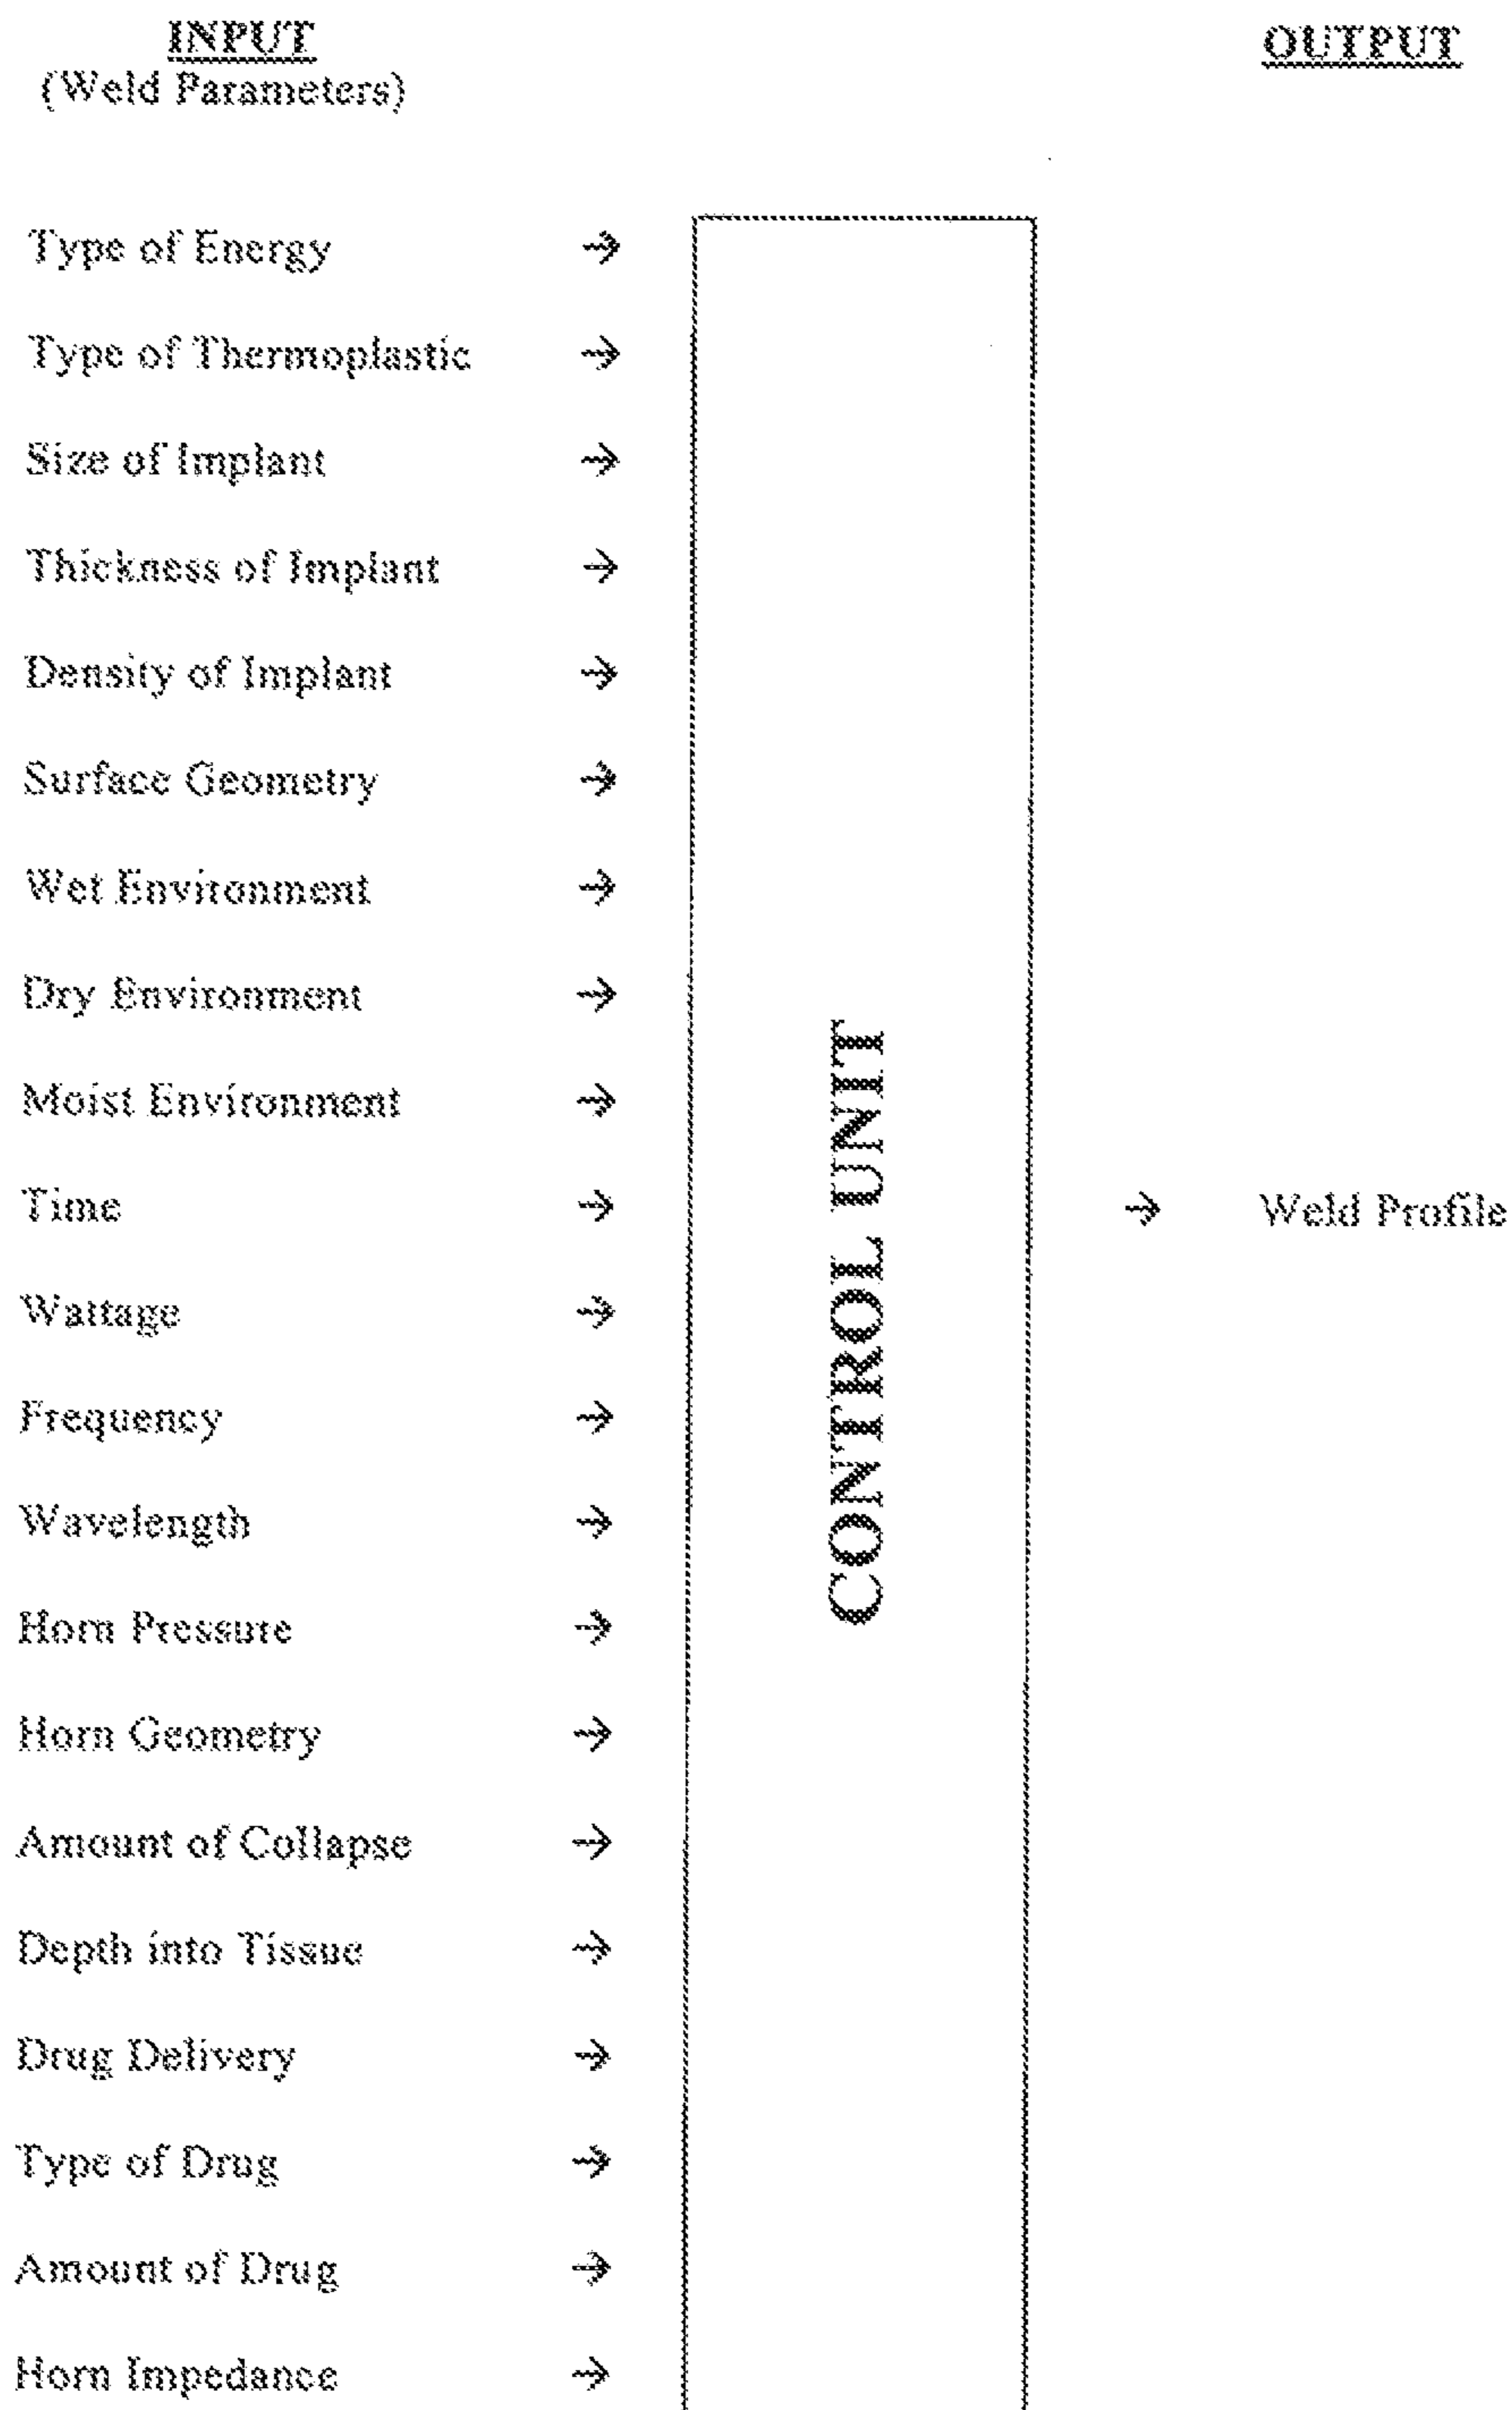 INPUT
(Weld Parameters)
OUTPUT
Type of Energy →
Type of Thermoplastic →
Size of Implant →
Thickness of Implant →
Density of Implant →
Surface Geometry →
Wet Environment →
Dry Environment →
Moist Environment →
Time →
Wattage →
Frequency →
Wavelength →
Horn Pressure →
Horn Geometry →
Amount of Collapse →
Depth into Tissue →
Drug Delivery →
Type of Drug →
Amount of Drug →
Horn Impedance →
CONTROL UNIT
→ Weld Profile